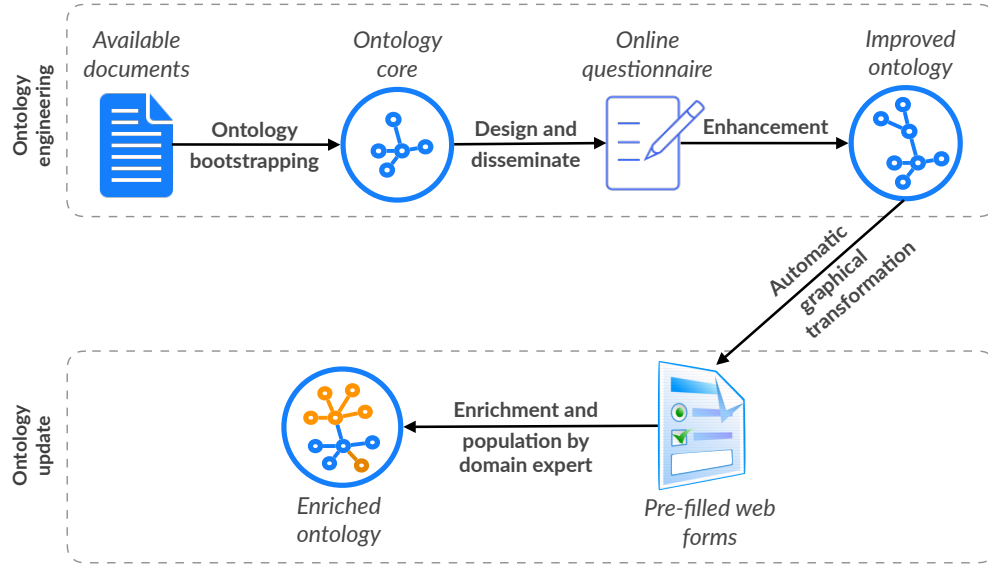 Ontology
engineering
Available
documents
Ontology
bootstrapping
Ontology
core
Design and
disseminate
Online
questionnaire
Enhancement
Improved
ontology
Automatic
graphical
transformation
Ontology
update
Enriched
ontology
Enrichment and
population by
domain expert
Pre-filled web
forms